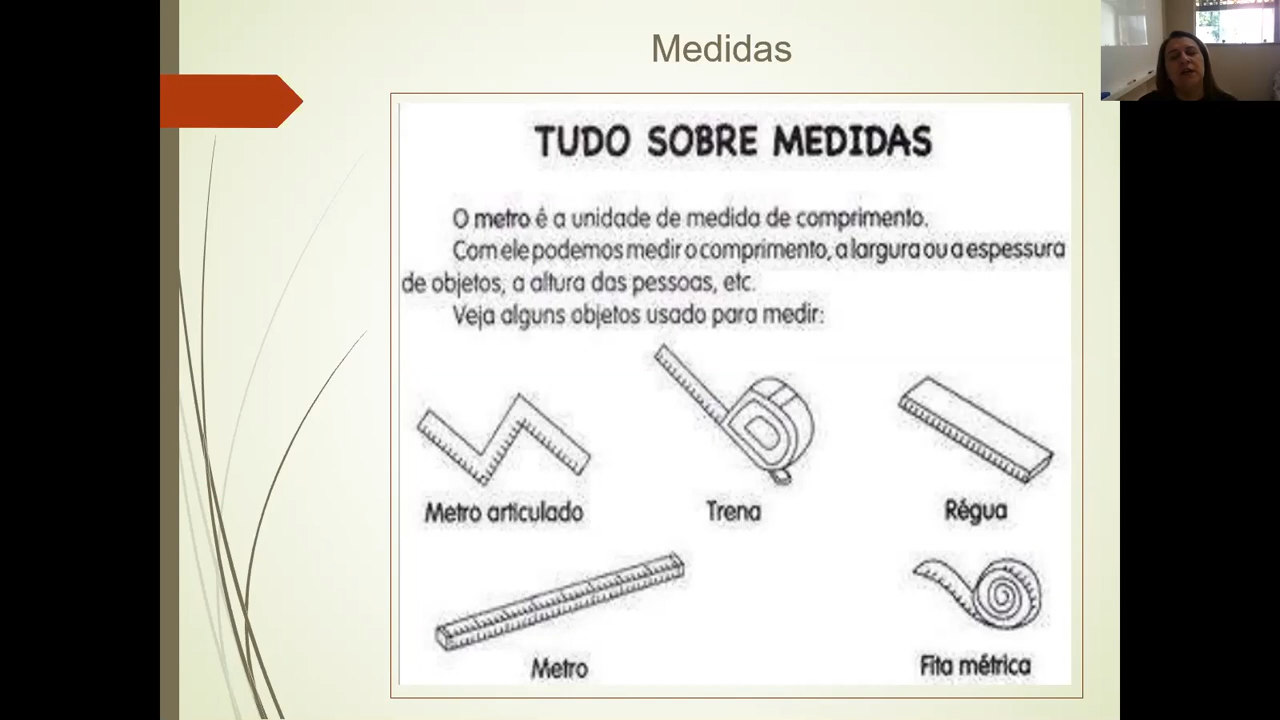 Medidas
TUDO SOBRE MEDIDAS
O metro é a unidade de medida de comprimento.
Com ele podemos medir o comprimento, a largura ou a espessura
de objetos, a altura das pessoas, etc.
Veja alguns objetos usado para medir:
Metro articulado
Trena
Régua
Metro
Fita métrica